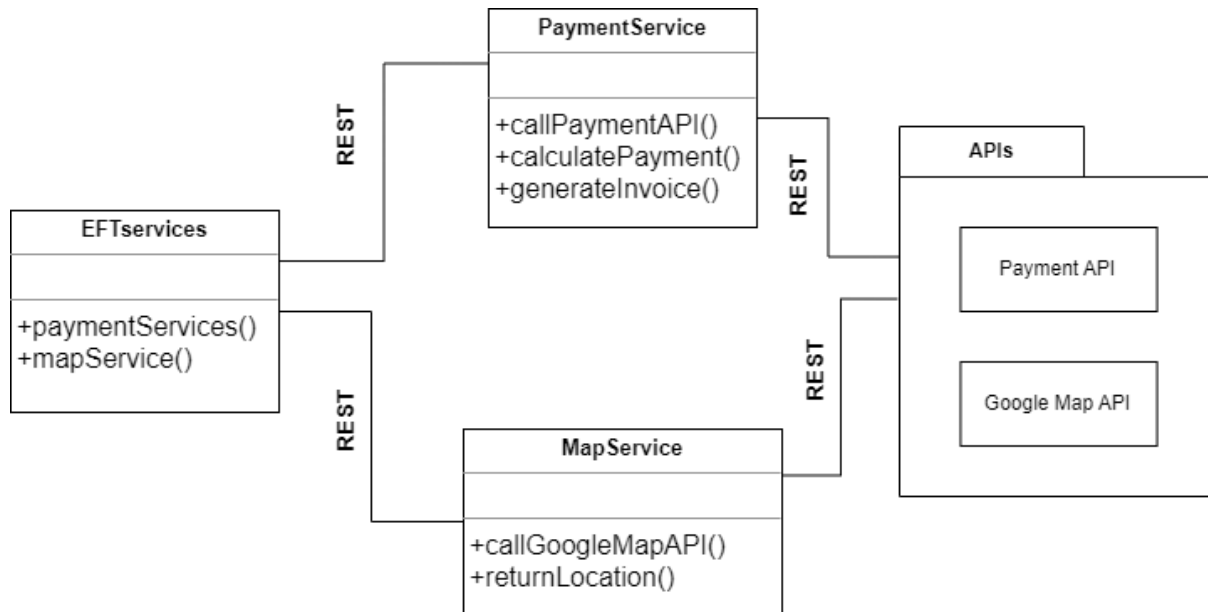 PaymentService
+callPaymentAPI()
+calculatePayment()
+generateInvoice()
REST
REST
APIs
Payment API
Google Map API
EFTservices
+paymentServices()
+mapService()
REST
REST
MapService
+callGoogleMapAPI()
+returnLocation()